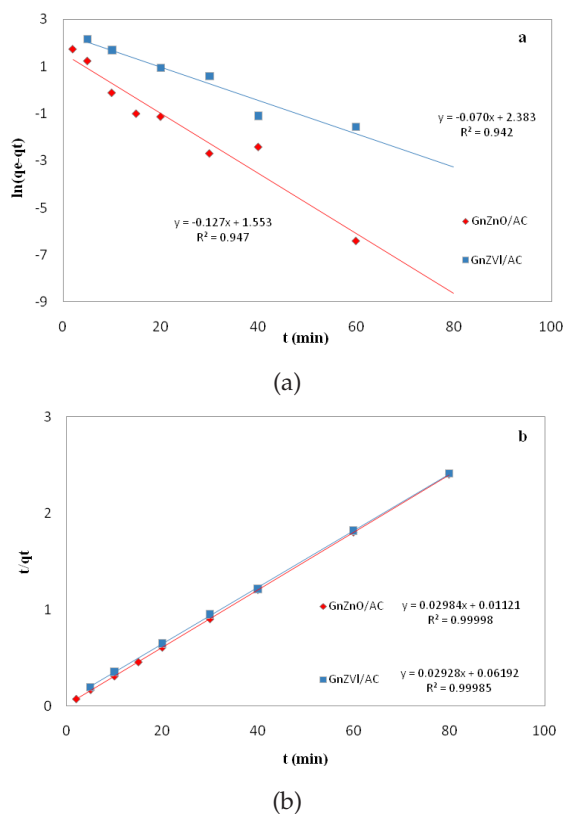 a
3
1
-1
-3
-5
-7
-9
ln(qe-qt)
y = -0.070x + 2.383
R² = 0.942
y = -0.127x + 1.553
R² = 0.947
GnZnO/AC
GnZVI/AC
0 20 40 60 80 100
t (min)
(a)
b
3
2
1
0
t/qt
GnZnO/AC y = 0.02984x + 0.01121
R² = 0.99998
GnZVI/AC y = 0.02928x + 0.06192
R² = 0.99985
0 20 40 60 80 100
t (min)
(b)